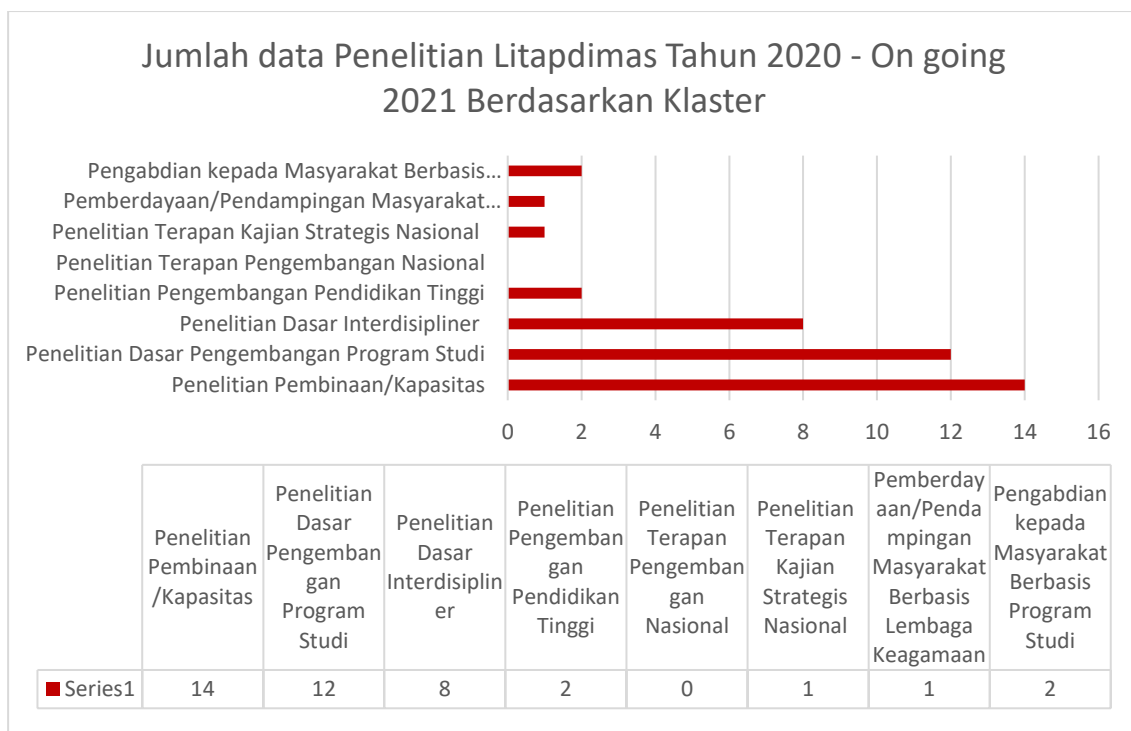 Jumlah data Penelitian Litapdimas Tahun 2020 - On going
2021 Berdasarkan Klaster
Pengabdian kepada Masyarakat Berbasis...
Pemberdayaan/Pendampingan Masyarakat...
Penelitian Terapan Kajian Strategis Nasional
Penelitian Terapan Pengembangan Nasional
Penelitian Pengembangan Pendidikan Tinggi
Penelitian Dasar Interdisipliner
Penelitian Dasar Pengembangan Program Studi
Penelitian Pembinaan/Kapasitas
0 2 4 6 8 10 12 14 16
Penelitian
Pembinaan
/Kapasitas
Penelitian
Dasar
Pengemban
gan
Program
Studi
Penelitian
Dasar
Interdisiplin
er
Penelitian
Pengemban
gan
Pendidikan
Tinggi
Penelitian
Terapan
Pengemban
gan
Nasional
Penelitian
Terapan
Kajian
Strategis
Nasional
Pemberday
aan/Penda
mpingan
Masyarakat
Berbasis
Lembaga
Keagamaan
Pengabdian
kepada
Masyarakat
Berbasis
Program
Studi
Series1 14 12 8 2 0 1 1 2